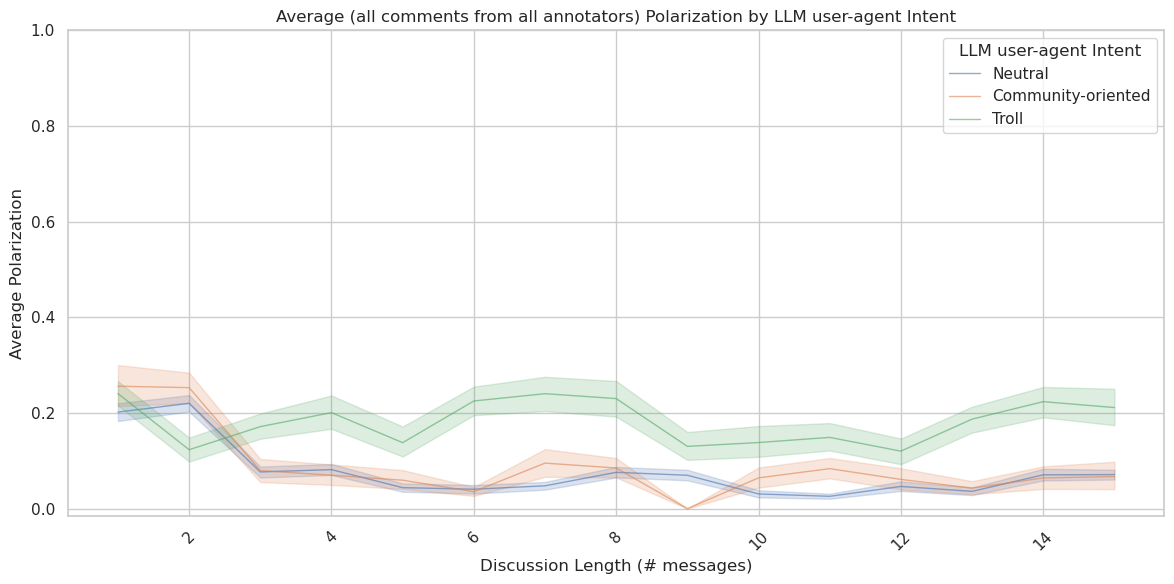 Average (all comments from all annotators) Polarization by LLM user-agent Intent
LLM user-agent Intent
Neutral
Community-oriented
Troll
Average Polarization
1.0
0.8
0.6
0.4
0.2
0.0
2
4
6
8
10
12
14
Discussion Length (# messages)